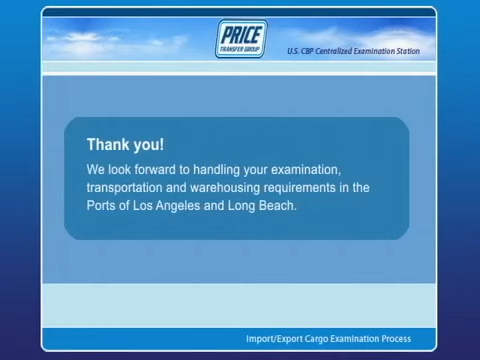 PRICE
TRANSFER GROUP
U.S. CBP Centralized Examination Station
Thank you!
We look forward to handling your examination,
transportation and warehousing requirements in the
Ports of Los Angeles and Long Beach.
Import/Export Cargo Examination Process